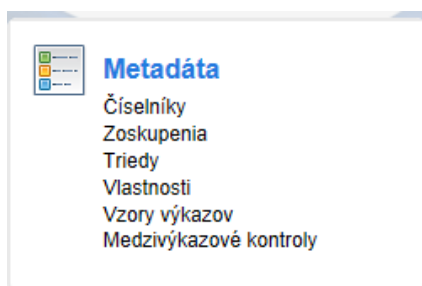 Metadáta
Číselníky
Zoskupenia
Triedy
Vlastnosti
Vzory výkazov
Medzivýkazové kontroly